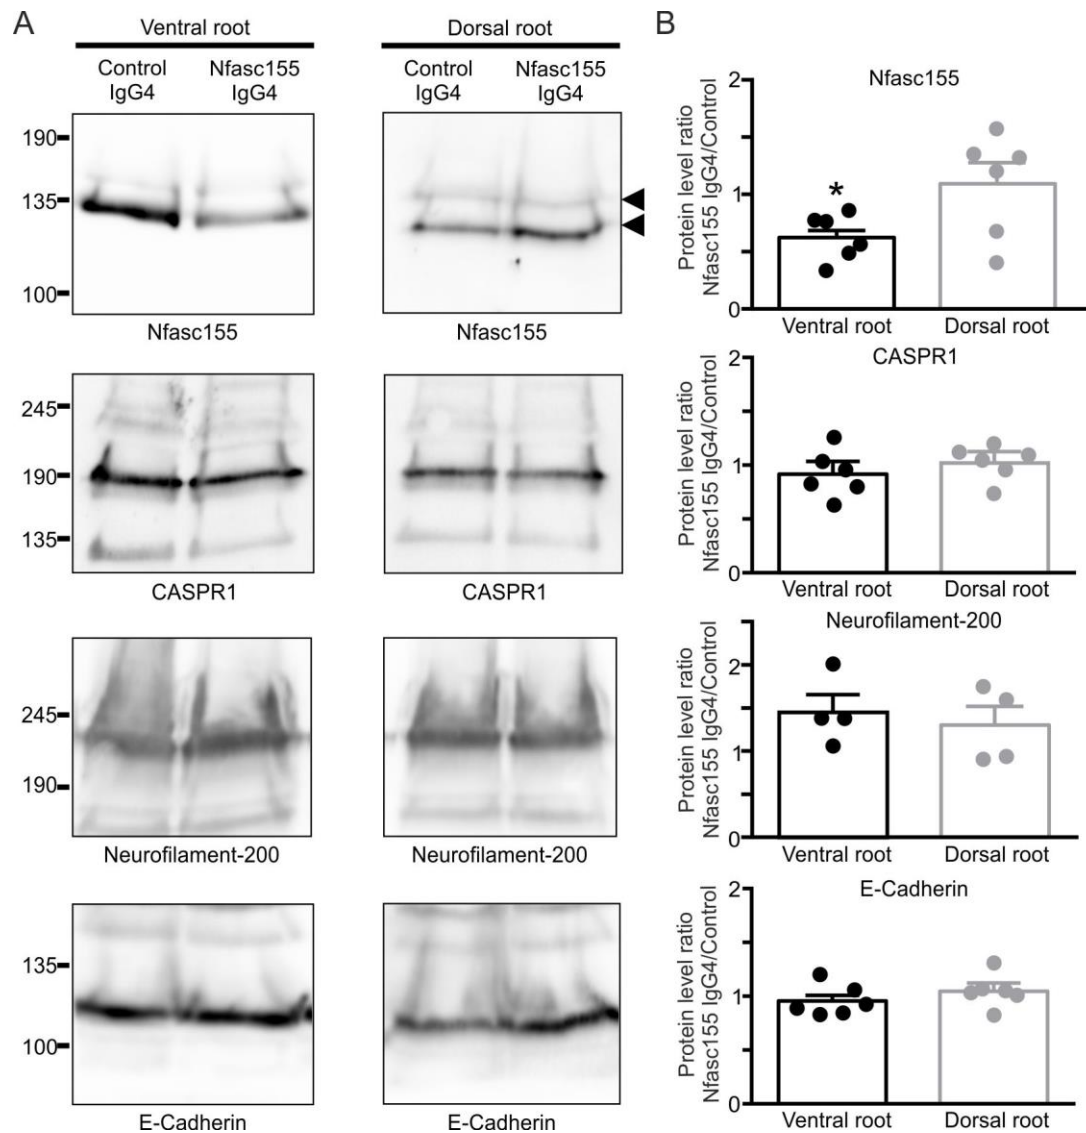 A
Ventral root
Dorsal root
Control
IgG4
Nfasc155
IgG4
Control
IgG4
Nfasc155
IgG4
190
135
100
Nfasc155
Nfasc155
245
190
135
CASPR1
CASPR1
245
190
Neurofilament-200
Neurofilament-200
135
100
E-Cadherin
E-Cadherin
B
Nfasc155
Protein level ratio
Nfasc155 IgG4/Control
2
1
0
*
Ventral root
Dorsal root
CASPR1
Protein level ratio
Nfasc155 IgG4/Control
2
1
0
Ventral root
Dorsal root
Neurofilament-200
Protein level ratio
Nfasc155 IgG4/Control
2
1
0
Ventral root
Dorsal root
E-Cadherin
Protein level ratio
Nfasc155 IgG4/Control
2
1
0
Ventral root
Dorsal root